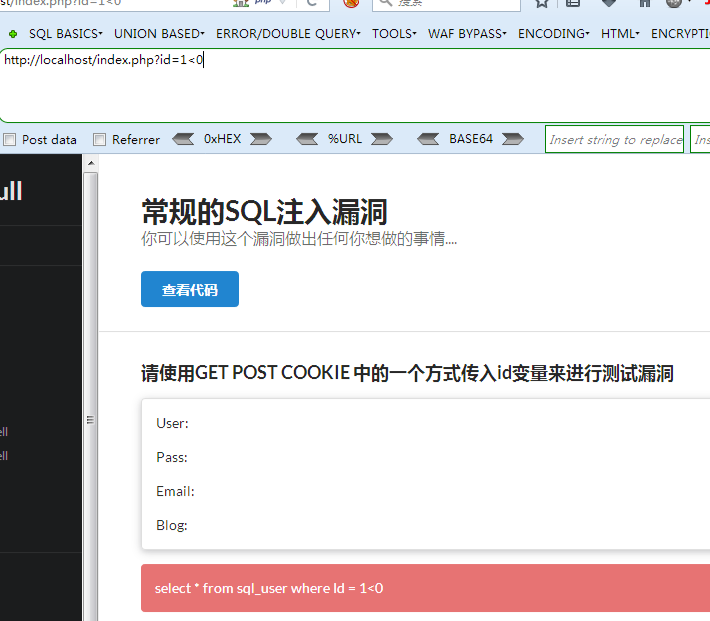 st/index.php?id=1<0
php
搜索
SQL BASICS UNION BASED ERROR/DOUBLE QUERY TOOLS WAF BYPASS ENCODING HTML ENCRYPTI
http://localhost/index.php?id=1<0
Post data Referrer 0xHEX %URL BASE64 Insert string to replace Ins
ull
常规的SQL注入漏洞
你可以使用这个漏洞做出任何你想做的事情....
查看代码
请使用GET POST COOKIE 中的一个方式传入id变量来进行测试漏洞
ell
ell
User:
Pass:
Email:
Blog:
select * from sql_user where Id = 1<0